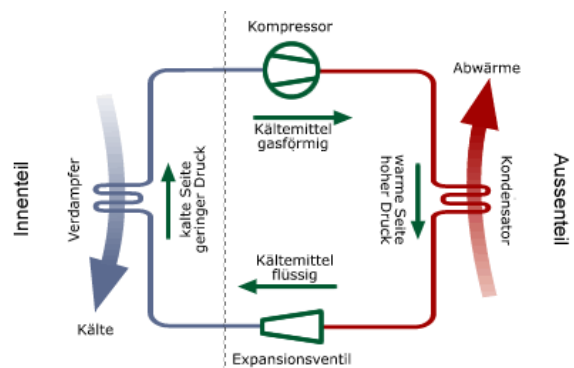 Kompressor
Abwärme
Kältemittel
gasförmig
Innenteil
Verdampfer
kalte Seite
geringer Druck
warme Seite
hoher Druck
Kondensator
Aussenteil
Kältemittel
flüssig
Kälte
Expansionsventil